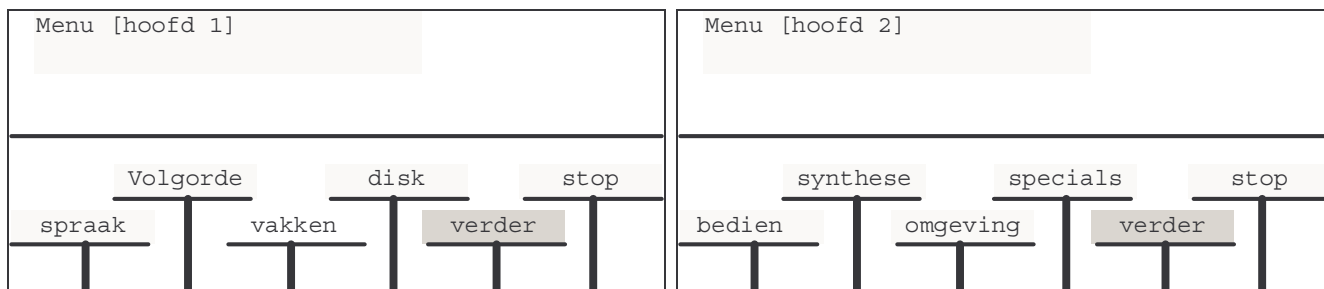 Menu [hoofd 1]
Volgorde disk stop
spraak vakken verder
Menu [hoofd 2]
synthese specials stop
bedien omgeving verder